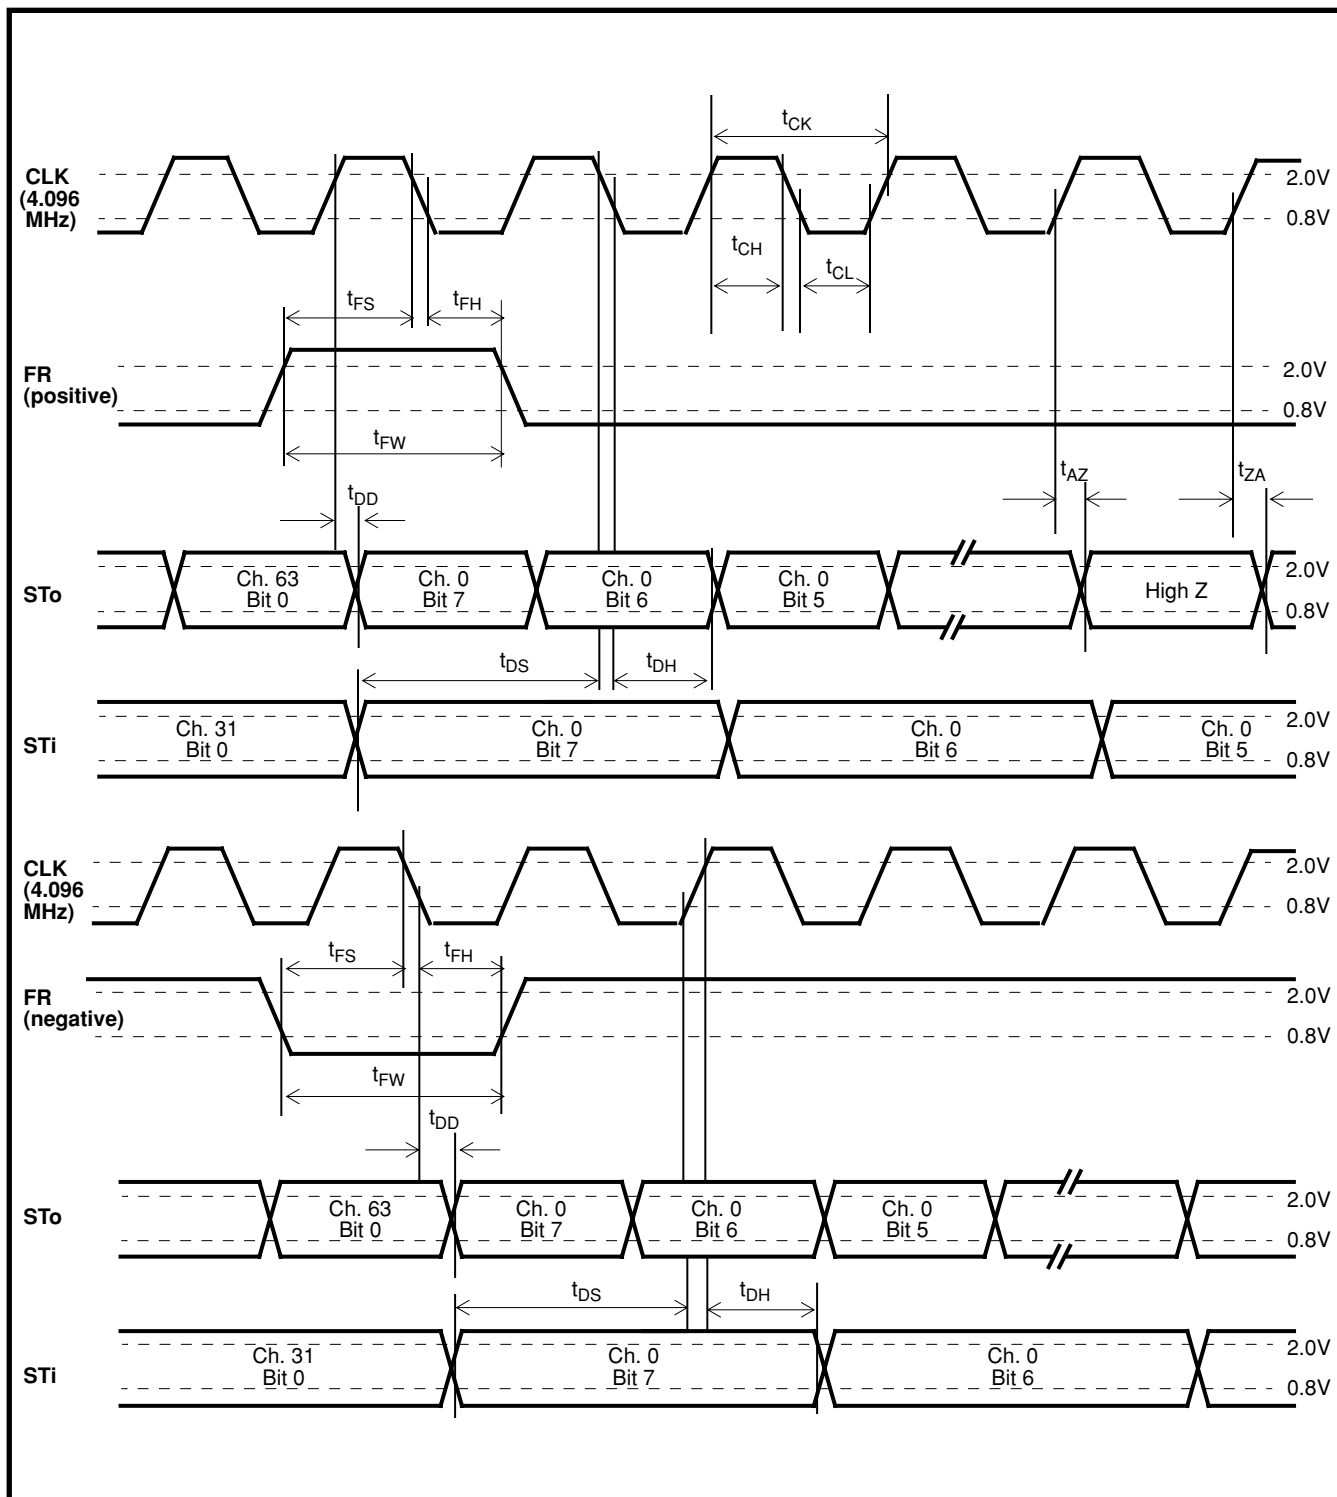 tCK
CLK
(4.096
MHz)
2.0V
0.8V
tCH
tCL
tFS
tFH
FR
(positive)
2.0V
0.8V
tFW
tAZ
tZA
tDD
STo
Ch. 63
Bit 0
Ch. 0
Bit 7
Ch. 0
Bit 6
Ch. 0
Bit 5
High Z
2.0V
0.8V
tDS
tDH
STi
Ch. 31
Bit 0
Ch. 0
Bit 7
Ch. 0
Bit 6
Ch. 0
Bit 5
2.0V
0.8V
CLK
(4.096
MHz)
2.0V
0.8V
tFS
tFH
FR
(negative)
2.0V
0.8V
tFW
tDD
STo
Ch. 63
Bit 0
Ch. 0
Bit 7
Ch. 0
Bit 6
Ch. 0
Bit 5
2.0V
0.8V
tDS
tDH
STi
Ch. 31
Bit 0
Ch. 0
Bit 7
Ch. 0
Bit 6
2.0V
0.8V